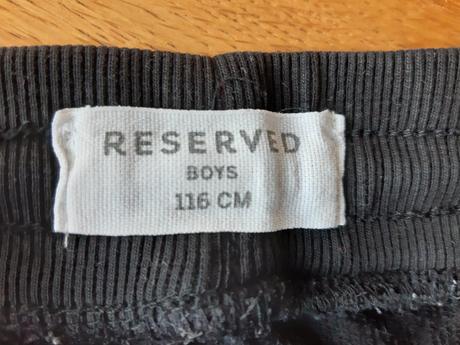 RESERVED
BOYS
116 CM